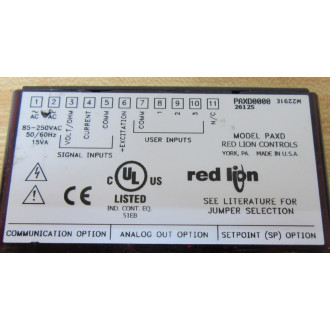 1 2 3 4 5 6 7 8 9 10 11 PAXD0000
26125
AC AC VOLT/OHM CURRENT COMM +EXCITATION COMM 1 2 3 N/C
85-250VAC
50/60Hz
15VA
SIGNAL INPUTS
USER INPUTS
MODEL PAXD
RED LION CONTROLS
YORK, PA. MADE IN U.S.A.
CE
C UL US
LISTED
IND. CONT. EQ.
51EB
red lion
SEE LITERATURE FOR
JUMPER SELECTION
COMMUNICATION OPTION ANALOG OUT OPTION SETPOINT (SP) OPTION